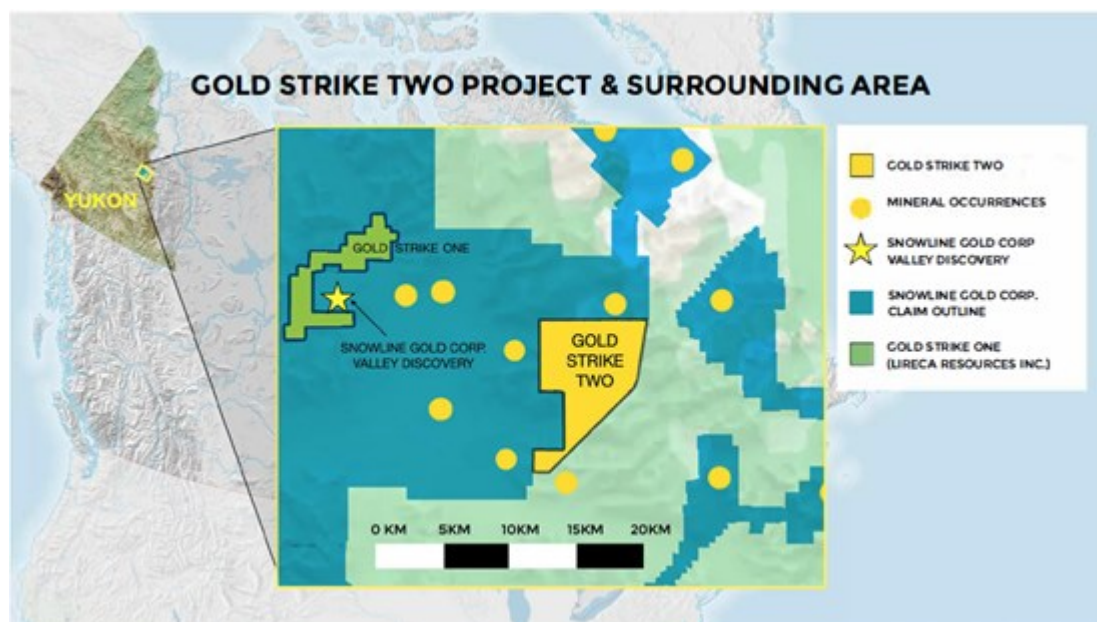 GOLD STRIKE TWO PROJECT & SURROUNDING AREA
YUKON
GOLD STRIKE ONE
SNOWLINE GOLD CORP.
VALLEY DISCOVERY
GOLD
STRIKE
TWO
0 KM 5KM 10KM 15KM 20KM
GOLD STRIKE TWO
MINERAL OCCURRENCES
SNOWLINE GOLD CORP
VALLEY DISCOVERY
SNOWLINE GOLD CORP.
CLAIM OUTLINE
GOLD STRIKE ONE
(LIRECA RESOURCES INC.)